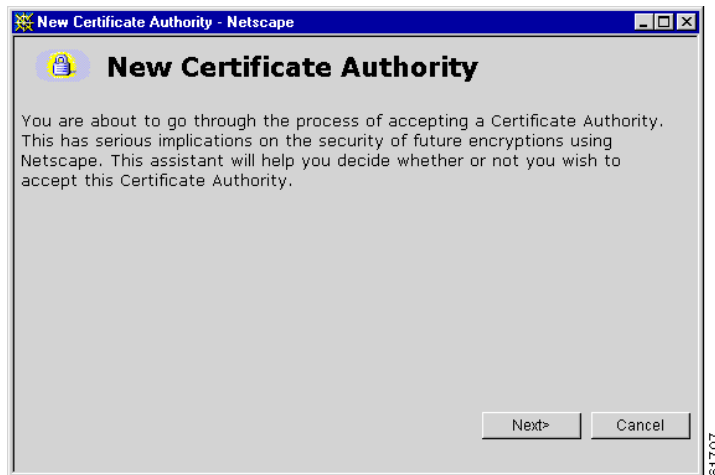 New Certificate Authority - Netscape
New Certificate Authority
You are about to go through the process of accepting a Certificate Authority.
This has serious implications on the security of future encryptions using
Netscape. This assistant will help you decide whether or not you wish to
accept this Certificate Authority.
Next>
Cancel
61707